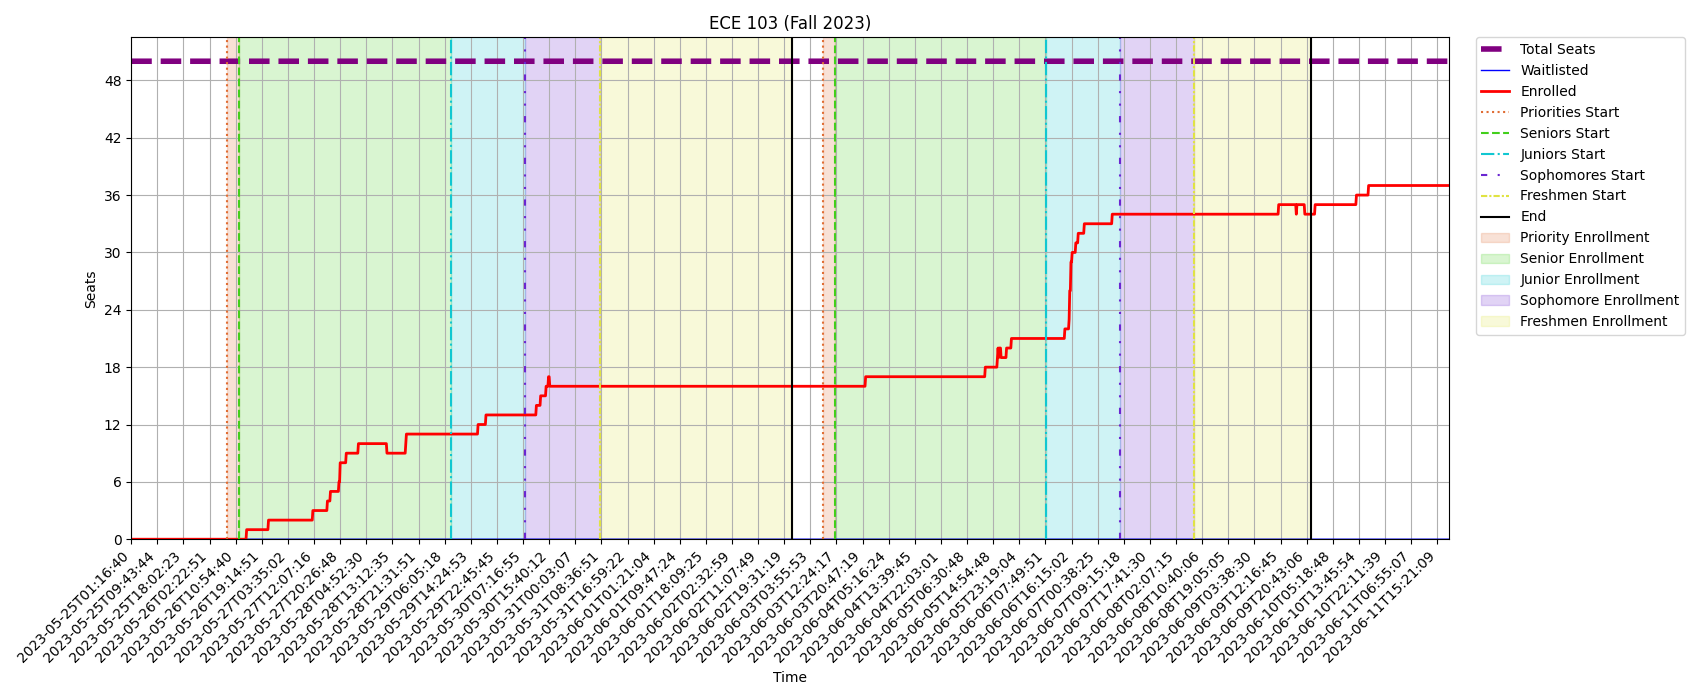 ECE 103 (Fall 2023)
Seats
48
42
36
30
24
18
12
6
0
2023-05-25T01:16:40
2023-05-25T09:43:44
2023-05-25T18:02:23
2023-05-26T02:22:51
2023-05-26T10:54:40
2023-05-26T19:14:51
2023-05-27T03:35:02
2023-05-27T12:07:16
2023-05-27T20:26:48
2023-05-28T04:52:30
2023-05-28T13:12:35
2023-05-28T21:31:51
2023-05-29T06:05:18
2023-05-29T14:24:53
2023-05-29T22:45:45
2023-05-30T07:16:55
2023-05-30T15:40:12
2023-05-31T00:03:07
2023-05-31T08:36:51
2023-05-31T16:59:22
2023-06-01T01:21:04
2023-06-01T09:47:24
2023-06-01T18:09:25
2023-06-02T02:32:59
2023-06-02T11:07:49
2023-06-02T19:31:19
2023-06-03T03:55:53
2023-06-03T12:24:17
2023-06-03T20:47:19
2023-06-04T05:16:24
2023-06-04T13:39:45
2023-06-04T22:03:01
2023-06-05T06:30:48
2023-06-05T14:54:48
2023-06-05T23:19:04
2023-06-06T07:49:51
2023-06-06T16:15:02
2023-06-07T00:38:25
2023-06-07T09:15:18
2023-06-07T17:41:30
2023-06-08T02:07:15
2023-06-08T10:40:06
2023-06-08T19:05:05
2023-06-09T03:38:30
2023-06-09T12:16:45
2023-06-09T20:43:06
2023-06-10T05:18:48
2023-06-10T13:45:54
2023-06-10T22:11:39
2023-06-11T06:55:07
2023-06-11T15:21:09
Time
Total Seats
Waitlisted
Enrolled
Priorities Start
Seniors Start
Juniors Start
Sophomores Start
Freshmen Start
End
Priority Enrollment
Senior Enrollment
Junior Enrollment
Sophomore Enrollment
Freshmen Enrollment